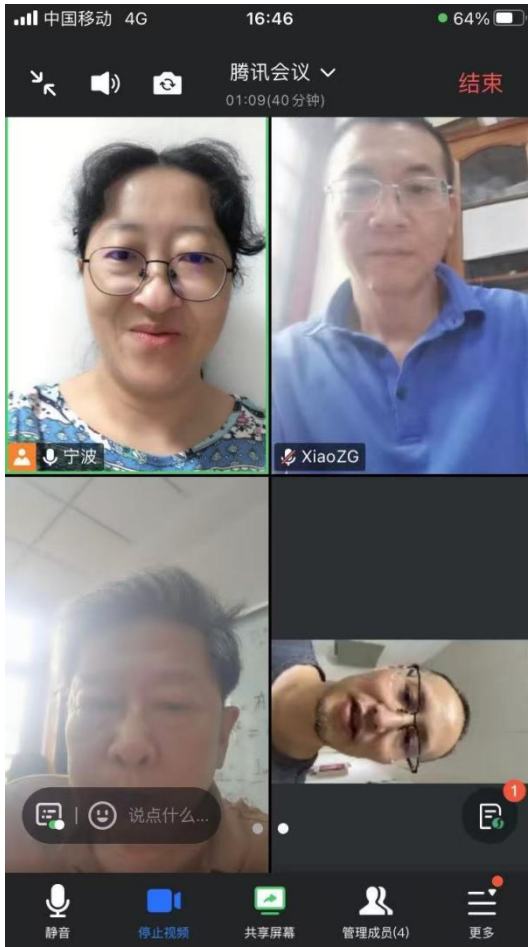 中国移动 4G
16:46
64%
腾讯会议
01:09(40分钟)
结束
宁波
XiaoZG
说点什么...
1
静音
停止视频
共享屏幕
管理成员(4)
更多